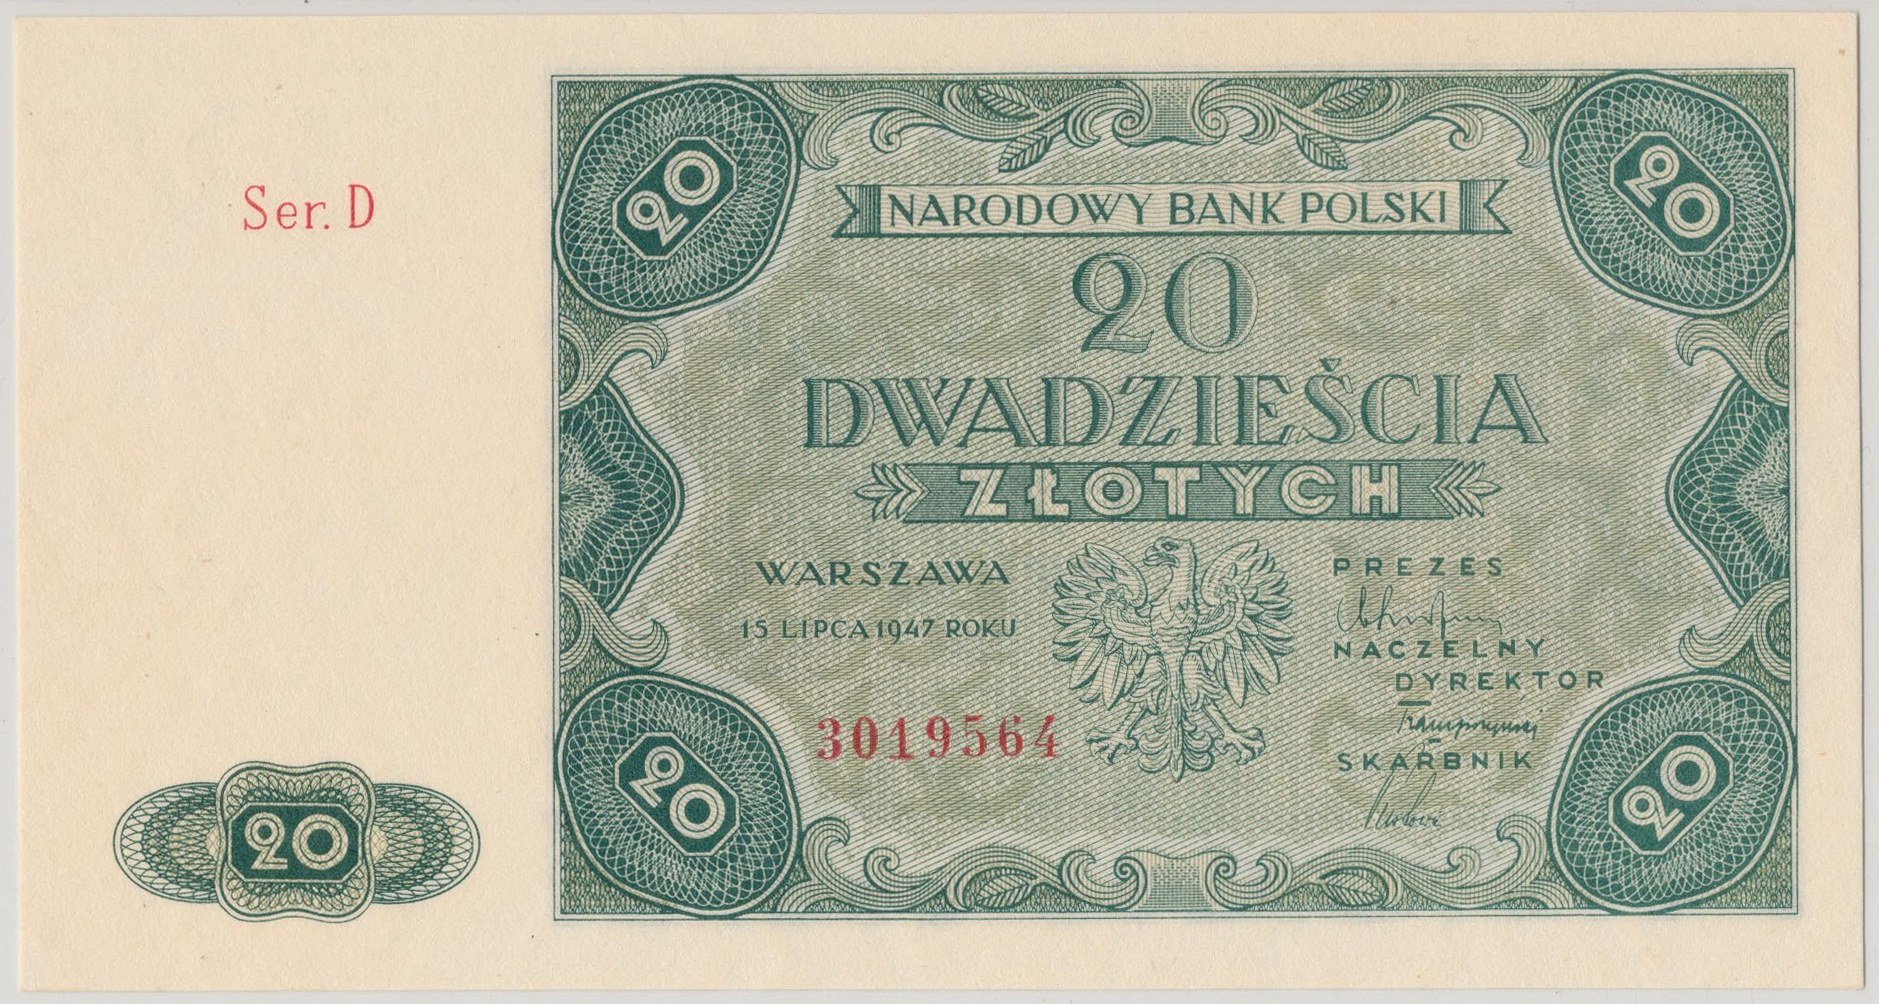 20
20
NARODOWY BANK POLSKI
Ser. D
20
DWADZIEŚCIA
ZŁOTYCH
WARSZAWA
15 LIPCA 1947 ROKU
PREZES
NACZELNY
DYREKTOR
SKARBNIK
3019564
20
20
20